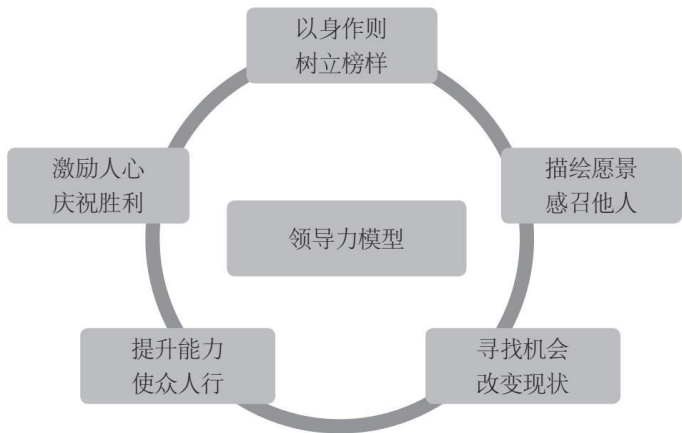 以身作则
树立榜样
激励人心
庆祝胜利
描绘愿景
感召他人
领导力模型
提升能力
使众人行
寻找机会
改变现状